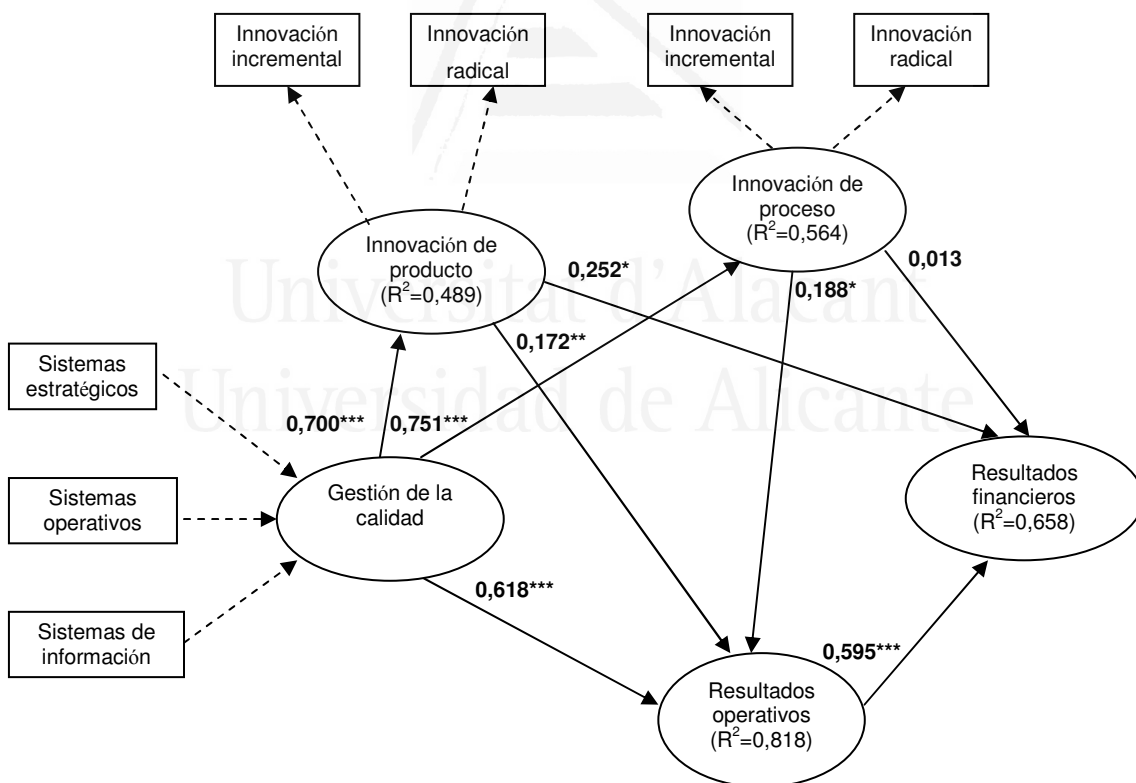 Innovación
incremental
Innovación
radical
Innovación
incremental
Innovación
radical
Innovación de
proceso
(R²=0,564)
Innovación de
producto
(R²=0,489)
0,252*
0,013
0,188*
Universitat d'Alacant
0,172**
Sistemas
estratégicos
Universidad de Alicante
0,700***
0,751***
Sistemas
operativos
Gestión de la
calidad
Resultados
financieros
(R²=0,658)
0,618***
Sistemas de
información
0,595***
Resultados
operativos
(R²=0,818)